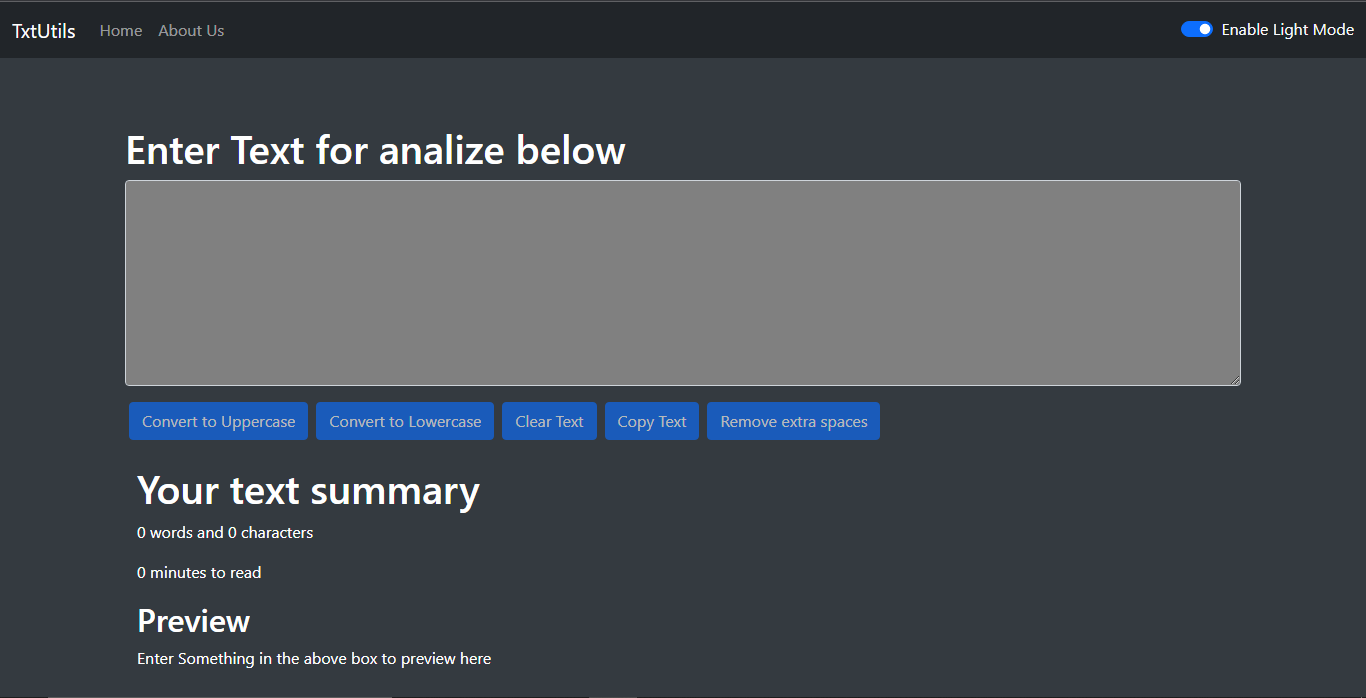 TxtUtils Home About Us Enable Light Mode
Enter Text for analize below
Convert to Uppercase Convert to Lowercase Clear Text Copy Text Remove extra spaces
Your text summary
0 words and 0 characters
0 minutes to read
Preview
Enter Something in the above box to preview here